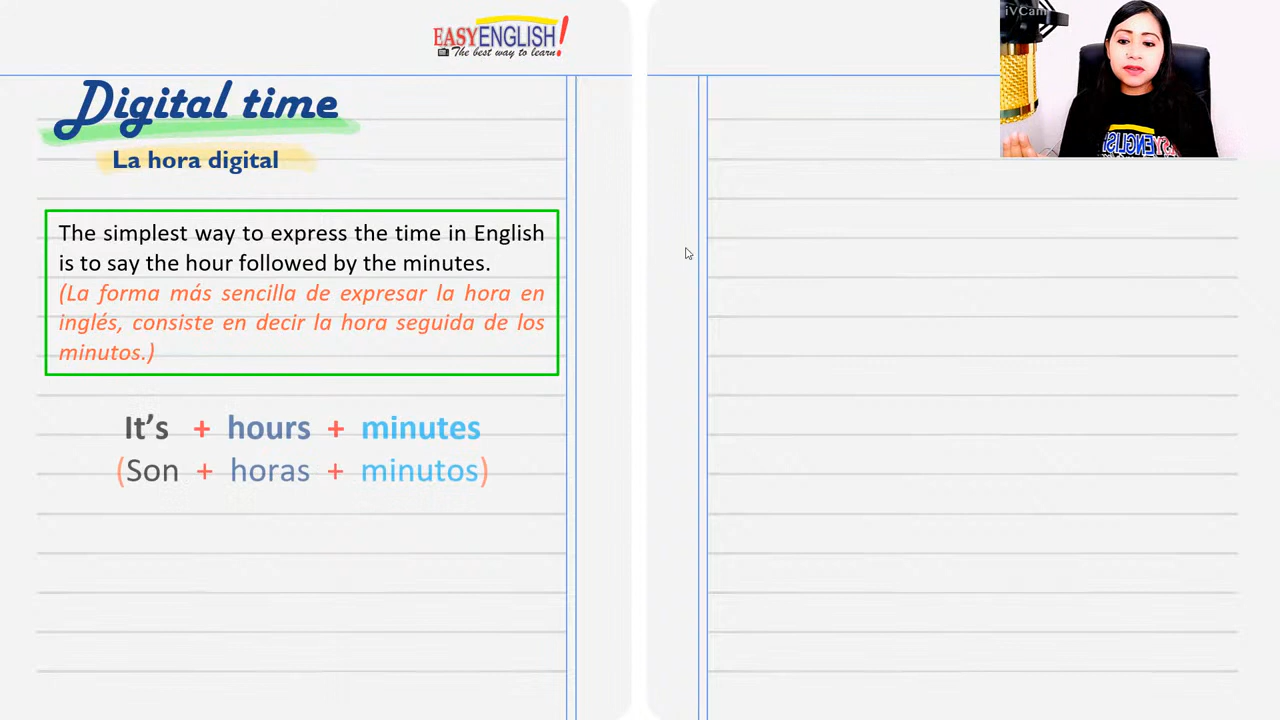 EASYENGLISH!
The best way to learn!
iVCam
Digital time
La hora digital
The simplest way to express the time in English
is to say the hour followed by the minutes.
(La forma más sencilla de expresar la hora en
inglés, consiste en decir la hora seguida de los
minutos.)
It’s + hours + minutes
(Son + horas + minutos)